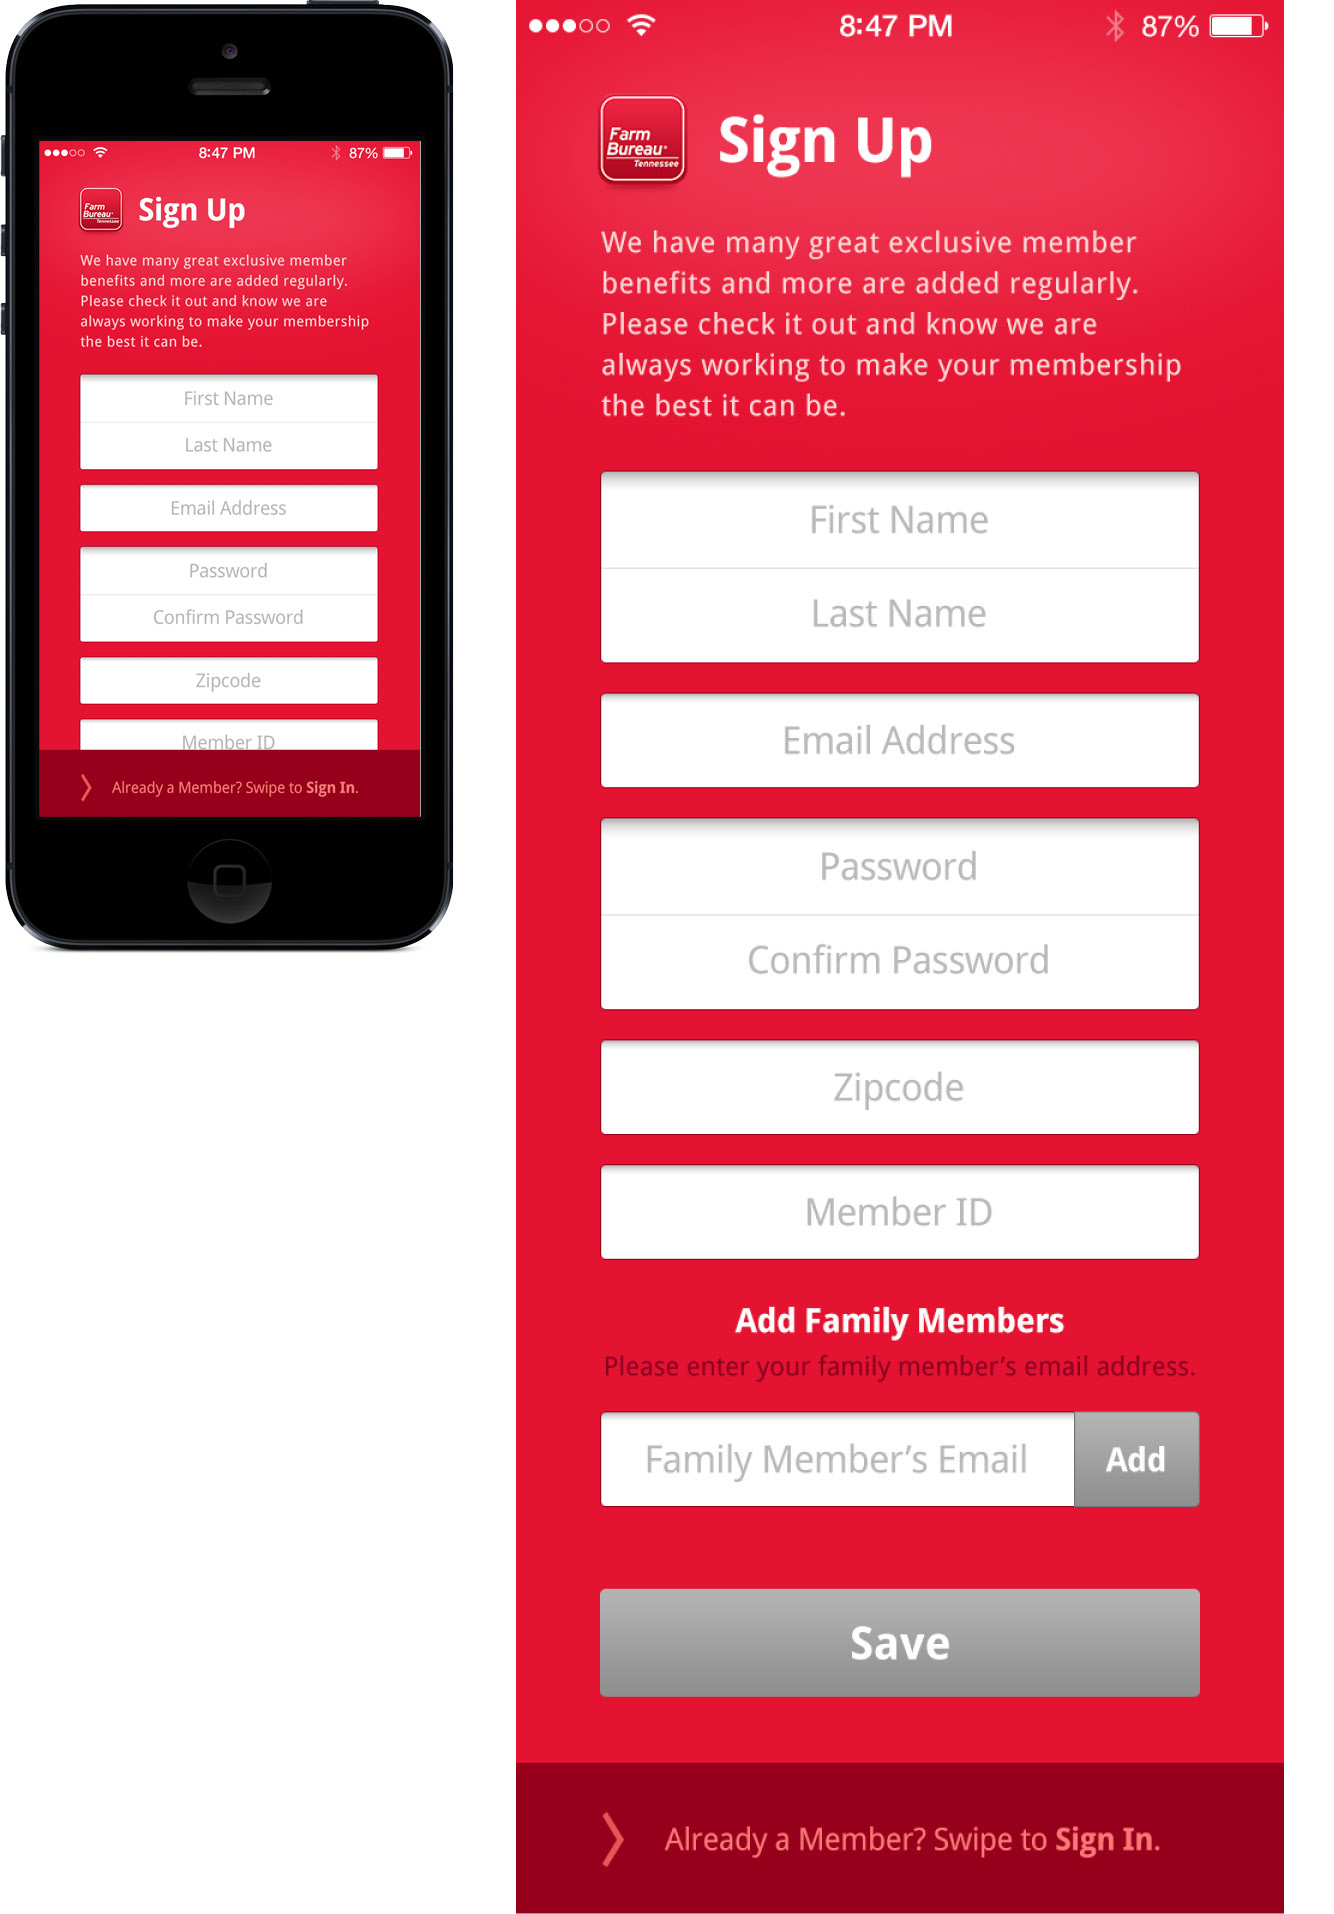 8:47 PM
87%
Farm
Bureau
Tennessee
Sign Up
We have many great exclusive member
benefits and more are added regularly.
Please check it out and know we are
always working to make your membership
the best it can be.
First Name
Last Name
Email Address
Password
Confirm Password
Zipcode
Member ID
Already a Member? Swipe to Sign In.
8:47 PM
87%
Farm
Bureau
Tennessee
Sign Up
We have many great exclusive member
benefits and more are added regularly.
Please check it out and know we are
always working to make your membership
the best it can be.
First Name
Last Name
Email Address
Password
Confirm Password
Zipcode
Member ID
Add Family Members
Please enter your family member’s email address.
Family Member’s Email
Add
Save
Already a Member? Swipe to Sign In.